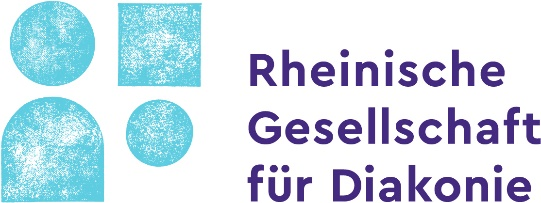 Rheinische
Gesellschaft
für Diakonie